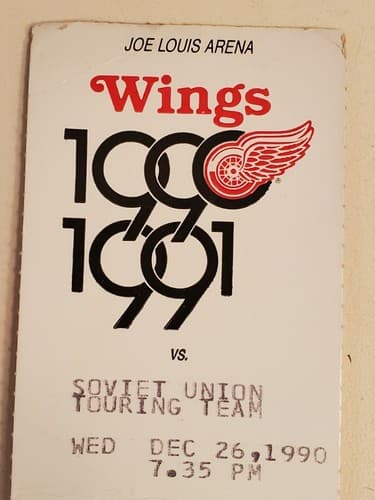 JOE LOUIS ARENA
Wings
1990
1991
VS.
SOVIET UNION
TOURING TEAM
WED DEC 26,1990
7.35 PM